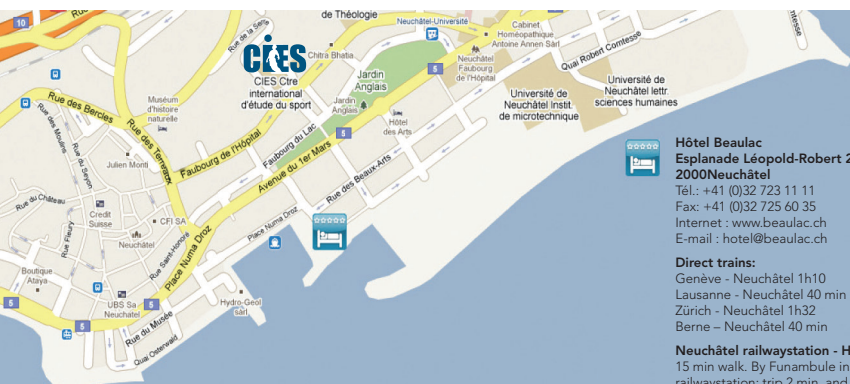 10
de Théologie
Neuchâtel-Université
Cabinet
Homéopathique
Antoine Annen Sàrl
Rue de la Serre
CIES
Chitra Bhatia
CIES Ctre
international
d'étude du sport
Jardin
Anglais
Jardin
Anglais
5
Neuchâtel
Faubourg
de l'Hôpital
Quai Robert Comtesse
Université de
Neuchâtel Instit.
de microtechnique
Université de
Neuchâtel lettr.
sciences humaines
Rue des Bercles
Muséum
d'histoire
naturelle
Rue des Terreaux
Rue des Moulins
Rue du Seyon
Julien Monti
Faubourg de l'Hôpital
Faubourg du Lac
5
Hôtel
des Arts
Avenue du 1er Mars
Rue des Beaux-Arts
Rue du Château
Credit
Suisse
CFI SA
Neuchâtel
Rue Fleury
Rue Saint-Honoré
Place Numa Droz
Place Numa Droz
Boutique
Ataya
5
UBS Sa
Neuchatel
5
5
Rue du Musée
Quai Osterwald
Hydro-Geol
sàrl
Hôtel Beaulac
Esplanade Léopold-Robert 2
2000Neuchâtel
Tél.: +41 (0)32 723 11 11
Fax: +41 (0)32 725 60 35
Internet : www.beaulac.ch
E-mail : hotel@beaulac.ch
Direct trains:
Genève - Neuchâtel 1h10
Lausanne - Neuchâtel 40 min
Zürich - Neuchâtel 1h32
Berne – Neuchâtel 40 min
Neuchâtel railwaystation - H
15 min walk. By Funambule in
railwaystation: trip 2 min. and